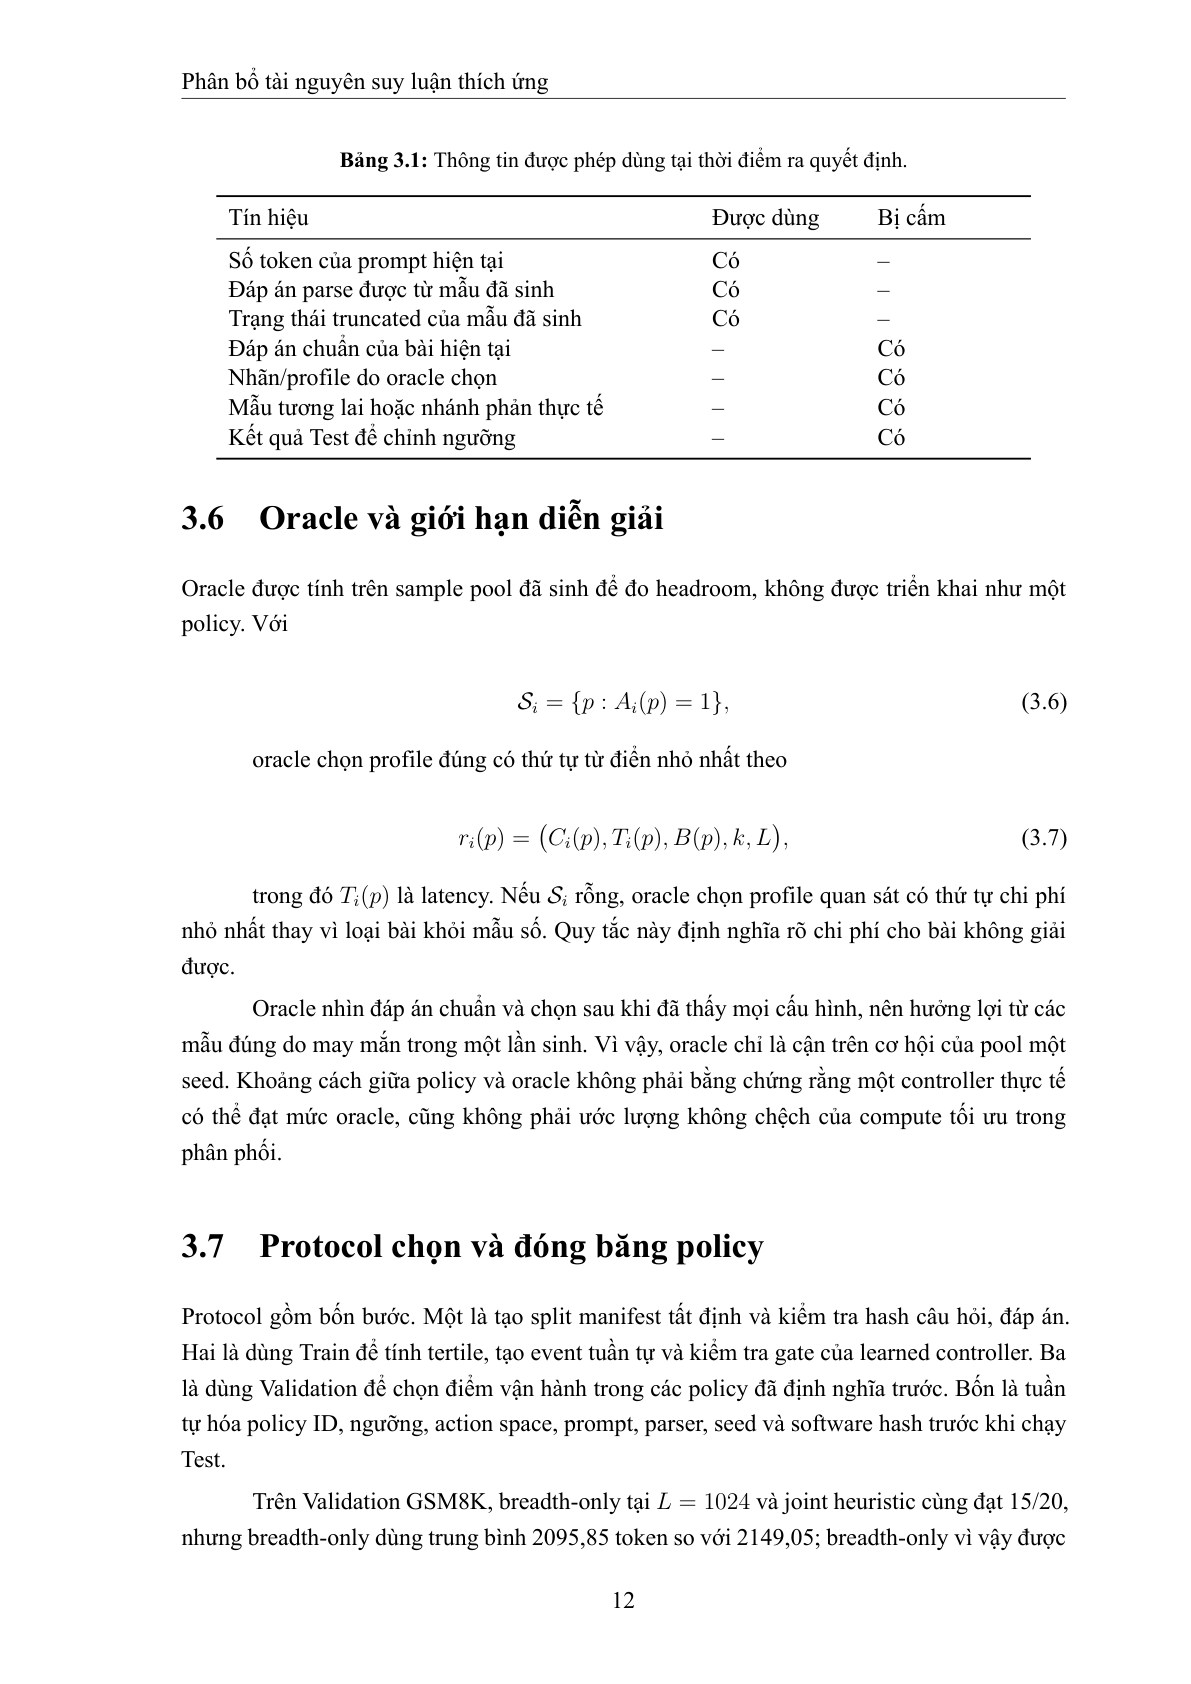 Phân bổ tài nguyên suy luận thích ứng
Bảng 3.1: Thông tin được phép dùng tại thời điểm ra quyết định.
Tín hiệu Được dùng Bị cấm
Số token của prompt hiện tại Có –
Đáp án parse được từ mẫu đã sinh Có –
Trạng thái truncated của mẫu đã sinh Có –
Đáp án chuẩn của bài hiện tại – Có
Nhãn/profile do oracle chọn – Có
Mẫu tương lai hoặc nhánh phản thực tế – Có
Kết quả Test để chỉnh ngưỡng – Có
3.6 Oracle và giới hạn diễn giải
Oracle được tính trên sample pool đã sinh để đo headroom, không được triển khai như một
policy. Với
𝒮ᵢ = {p : Aᵢ(p) = 1}, (3.6)
oracle chọn profile đúng có thứ tự từ điển nhỏ nhất theo
rᵢ(p) = (Cᵢ(p), Tᵢ(p), B(p), k, L), (3.7)
trong đó Tᵢ(p) là latency. Nếu 𝒮ᵢ rỗng, oracle chọn profile quan sát có thứ tự chi phí
nhỏ nhất thay vì loại bài khỏi mẫu số. Quy tắc này định nghĩa rõ chi phí cho bài không giải
được.
Oracle nhìn đáp án chuẩn và chọn sau khi đã thấy mọi cấu hình, nên hưởng lợi từ các
mẫu đúng do may mắn trong một lần sinh. Vì vậy, oracle chỉ là cận trên cơ hội của pool một
seed. Khoảng cách giữa policy và oracle không phải bằng chứng rằng một controller thực tế
có thể đạt mức oracle, cũng không phải ước lượng không chệch của compute tối ưu trong
phân phối.
3.7 Protocol chọn và đóng băng policy
Protocol gồm bốn bước. Một là tạo split manifest tất định và kiểm tra hash câu hỏi, đáp án.
Hai là dùng Train để tính tertile, tạo event tuần tự và kiểm tra gate của learned controller. Ba
là dùng Validation để chọn điểm vận hành trong các policy đã định nghĩa trước. Bốn là tuần
tự hóa policy ID, ngưỡng, action space, prompt, parser, seed và software hash trước khi chạy
Test.
Trên Validation GSM8K, breadth-only tại L = 1024 và joint heuristic cùng đạt 15/20,
nhưng breadth-only dùng trung bình 2095,85 token so với 2149,05; breadth-only vì vậy được
12